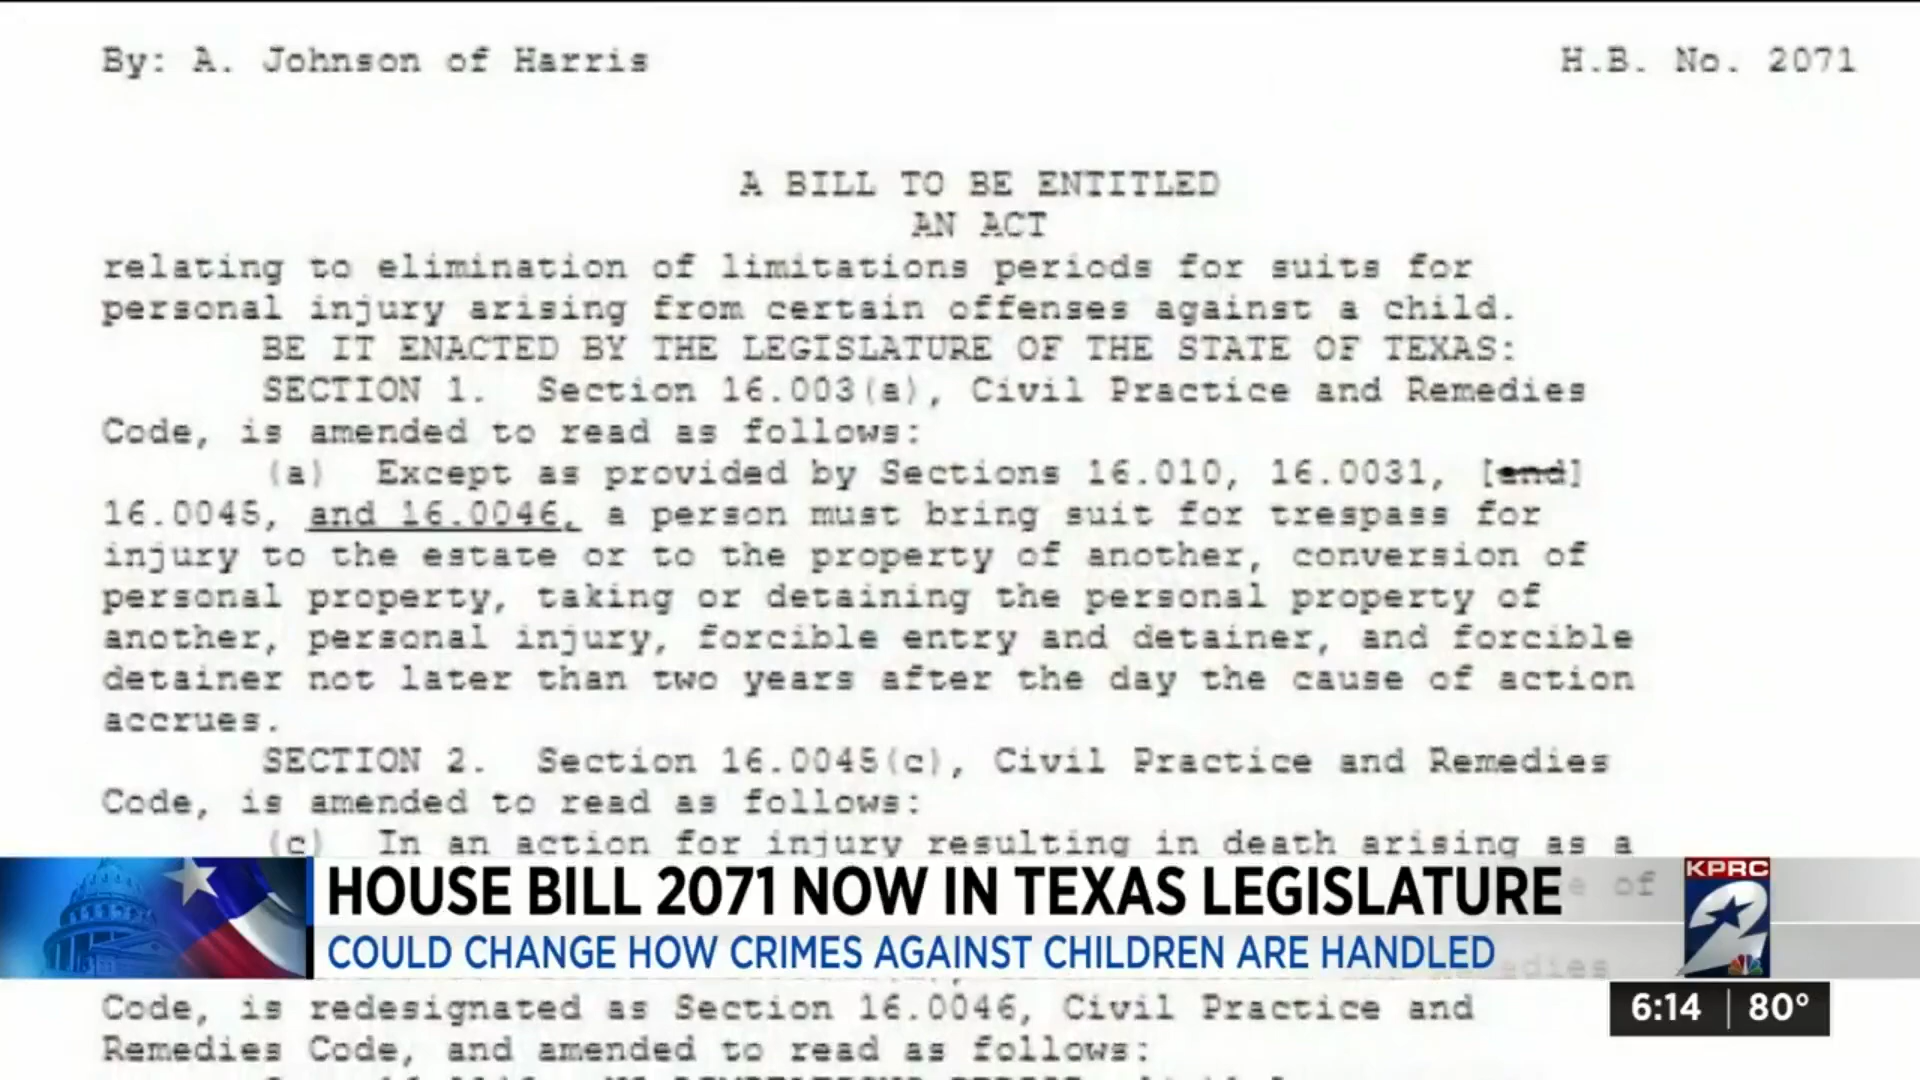 By: A. Johnson of Harris H.B. No. 2071
A BILL TO BE ENTITLED
AN ACT
relating to elimination of limitations periods for suits for
personal injury arising from certain offenses against a child.
BE IT ENACTED BY THE LEGISLATURE OF THE STATE OF TEXAS:
SECTION 1. Section 16.003(a), Civil Practice and Remedies
Code, is amended to read as follows:
(a) Except as provided by Sections 16.010, 16.0031, [and]
16.0045, and 16.0046, a person must bring suit for trespass for
injury to the estate or to the property of another, conversion of
personal property, taking or detaining the personal property of
another, personal injury, forcible entry and detainer, and forcible
detainer not later than two years after the day the cause of action
accrues.
SECTION 2. Section 16.0045(c), Civil Practice and Remedies
Code, is amended to read as follows:
(c) In an action for injury resulting in death arising as a
of
HOUSE BILL 2071 NOW IN TEXAS LEGISLATURE
COULD CHANGE HOW CRIMES AGAINST CHILDREN ARE HANDLED
KPRC
2
Code, is redesignated as Section 16.0046, Civil Practice and
6:14 | 80°
Remedies Code, and amended to read as follows: